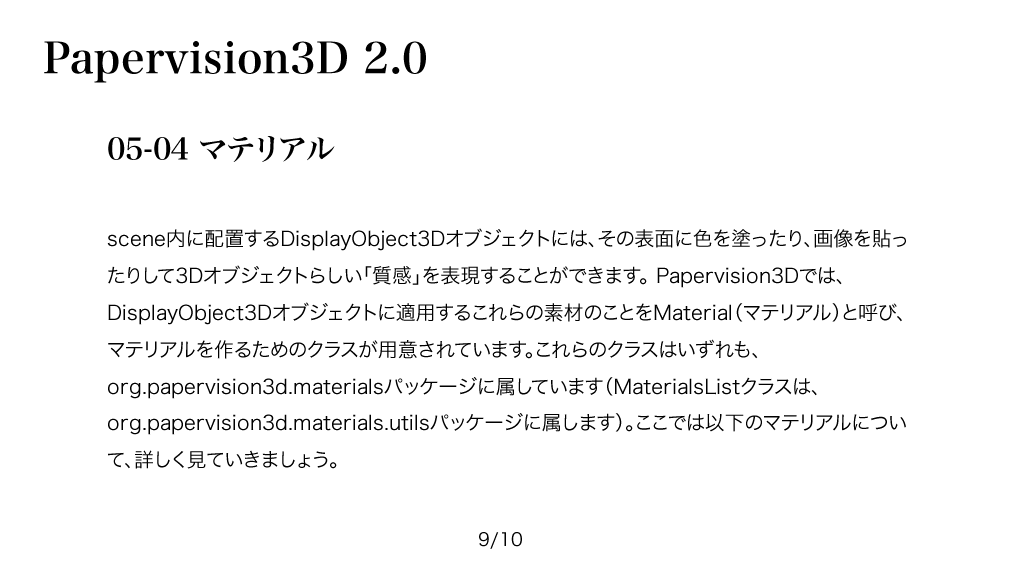 Papervision3D 2.0
05-04 マテリアル
scene内に配置するDisplayObject3Dオブジェクトには、その表面に色を塗ったり、画像を貼っ
たりして3Dオブジェクトらしい「質感」を表現することができます。Papervision3Dでは、
DisplayObject3Dオブジェクトに適用するこれらの素材のことをMaterial（マテリアル）と呼び、
マテリアルを作るためのクラスが用意されています。これらのクラスはいずれも、
org.papervision3d.materialsパッケージに属しています（MaterialsListクラスは、
org.papervision3d.materials.utilsパッケージに属します）。ここでは以下のマテリアルについ
て、詳しく見ていきましょう。
9/10